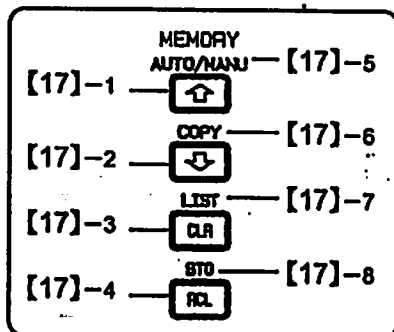 MEMORY
AUTO/MANU [17]-5
[17]-1
COPY [17]-6
[17]-2
LIST [17]-7
[17]-3 CLR
STO [17]-8
[17]-4 RCL